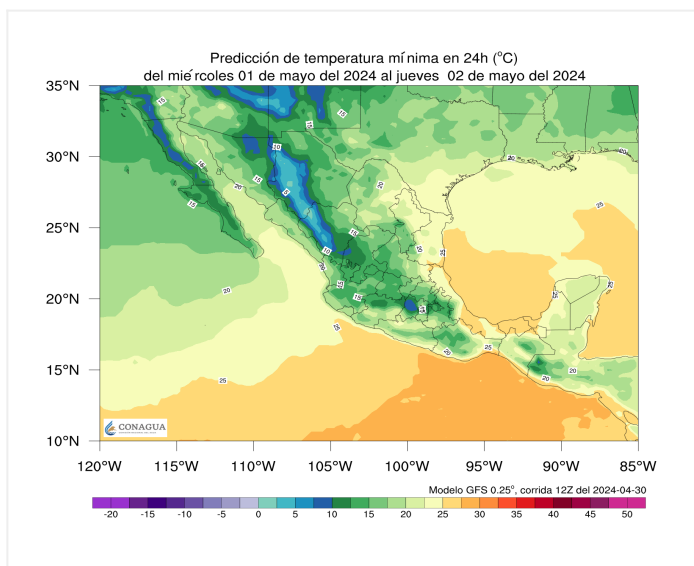 Predicción de temperatura mínima en 24h (°C)
del miércoles 01 de mayo del 2024 al jueves 02 de mayo del 2024
35°N
30°N
25°N
20°N
15°N
10°N
120°W 115°W 110°W 105°W 100°W 95°W 90°W 85°W
CONAGUA
Modelo GFS 0.25°, corrida 12Z del 2024-04-30
-20 -15 -10 -5 0 5 10 15 20 25 30 35 40 45 50